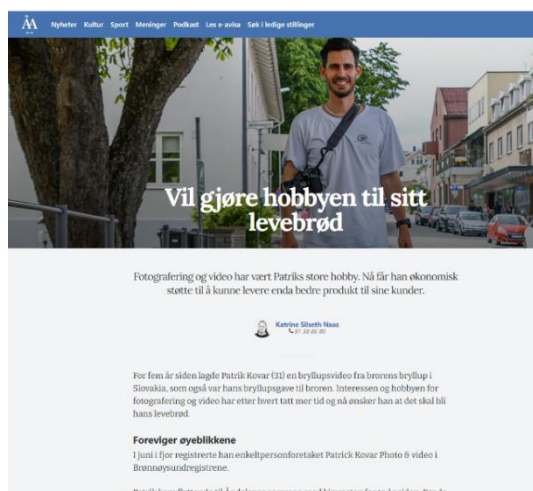 ÅA
Nyheter Kultur Sport Meninger Podkast Les e-avisa Søk i ledige stillinger
Vil gjøre hobbyen til sitt
levebrød
Fotografering og video har vært Patriks store hobby. Nå får han økonomisk
støtte til å kunne levere enda bedre produkt til sine kunder.
Katrine Silseth Naas
For fem år siden lagde Patrik Kovar (31) en bryllupsvideo fra brorens bryllup i
Slovakia, som også var hans bryllupsgave til broren. Interessen og hobbyen for
fotografering og video har etter hvert tatt mer tid og nå ønsker han at det skal bli
hans levebrød.
Foreviger øyeblikkene
I juni i fjor registrerte han enkeltpersonforetaket Patrick Kovar Photo & video i
Brønnøysundregistrene.